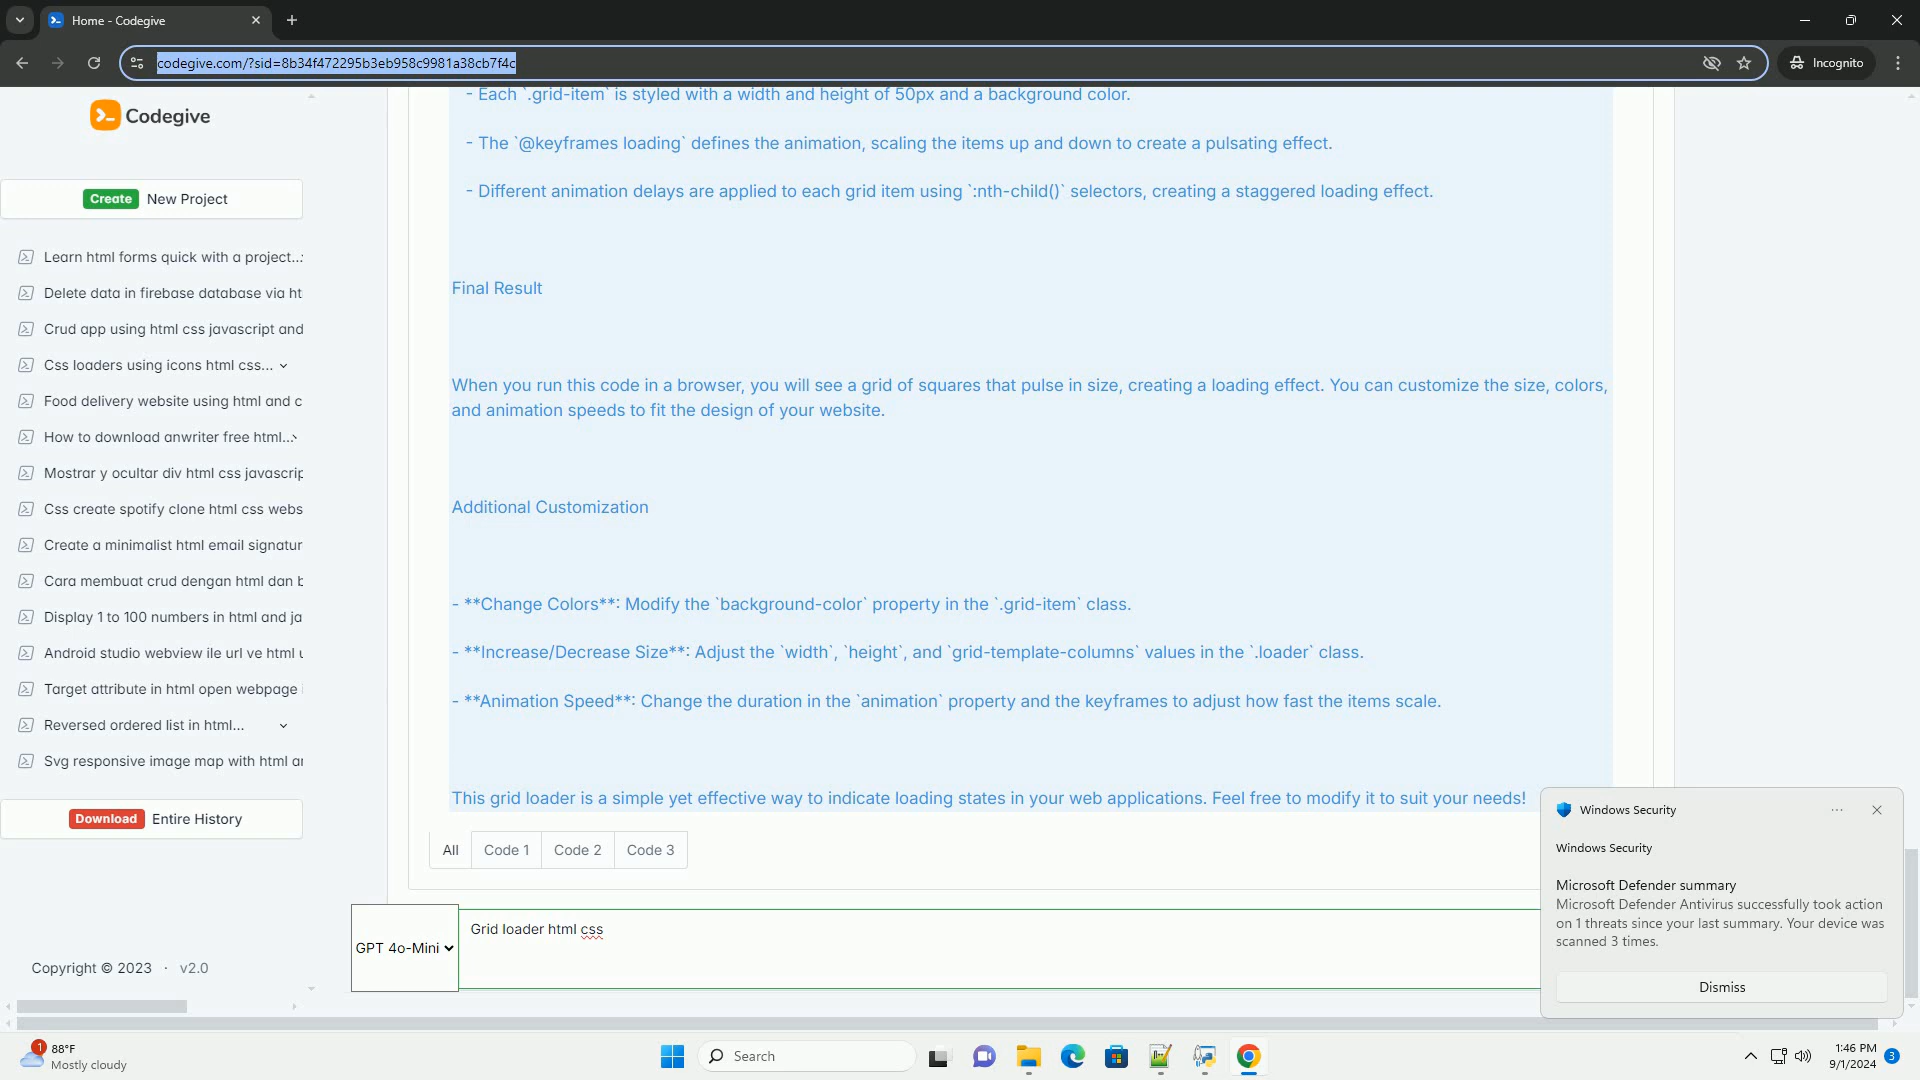 Home - Codegive
codegive.com/?sid=8b34f472295b3eb958c9981a38cb7f4c
Incognito
Codegive
Create New Project
Learn html forms quick with a project...
Delete data in firebase database via ht
Crud app using html css javascript and
Css loaders using icons html css...
Food delivery website using html and c
How to download anwriter free html...
Mostrar y ocultar div html css javascrip
Css create spotify clone html css webs
Create a minimalist html email signatur
Cara membuat crud dengan html dan b
Display 1 to 100 numbers in html and ja
Android studio webview ile url ve html u
Target attribute in html open webpage
Reversed ordered list in html...
Svg responsive image map with html an
Download Entire History
Copyright © 2023 · v2.0
- Each `.grid-item` is styled with a width and height of 50px and a background color.
- The `@keyframes loading` defines the animation, scaling the items up and down to create a pulsating effect.
- Different animation delays are applied to each grid item using `:nth-child()` selectors, creating a staggered loading effect.
Final Result
When you run this code in a browser, you will see a grid of squares that pulse in size, creating a loading effect. You can customize the size, colors,
and animation speeds to fit the design of your website.
Additional Customization
- **Change Colors**: Modify the `background-color` property in the `.grid-item` class.
- **Increase/Decrease Size**: Adjust the `width`, `height`, and `grid-template-columns` values in the `.loader` class.
- **Animation Speed**: Change the duration in the `animation` property and the keyframes to adjust how fast the items scale.
This grid loader is a simple yet effective way to indicate loading states in your web applications. Feel free to modify it to suit your needs!
All Code 1 Code 2 Code 3
GPT 4o-Mini
Grid loader html css
Windows Security
Windows Security
Microsoft Defender summary
Microsoft Defender Antivirus successfully took action
on 1 threats since your last summary. Your device was
scanned 3 times.
Dismiss
1
88°F
Mostly cloudy
Search
1:46 PM
9/1/2024
3